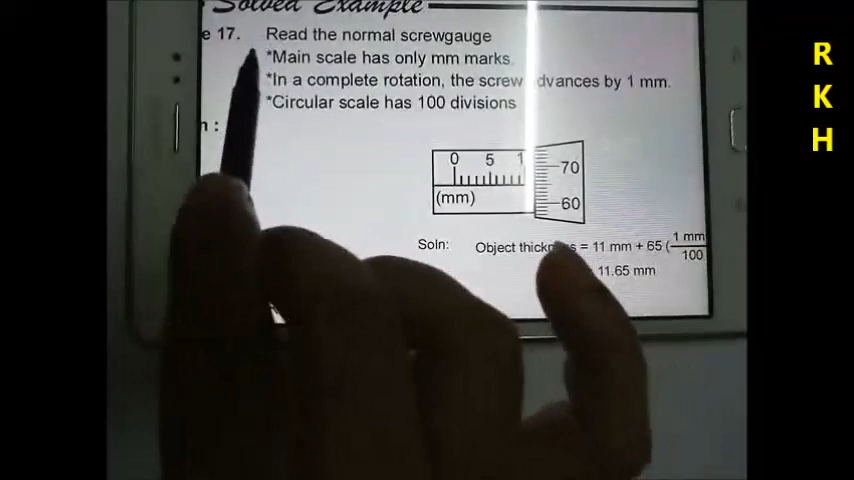 Solved Example
e 17. Read the normal screwgauge
*Main scale has only mm marks.
*In a complete rotation, the screw advances by 1 mm.
*Circular scale has 100 divisions
n :
0 5 1
70
(mm)
60
Soln: Object thickness = 11 mm + 65 (1 mm/100
11.65 mm
R
K
H